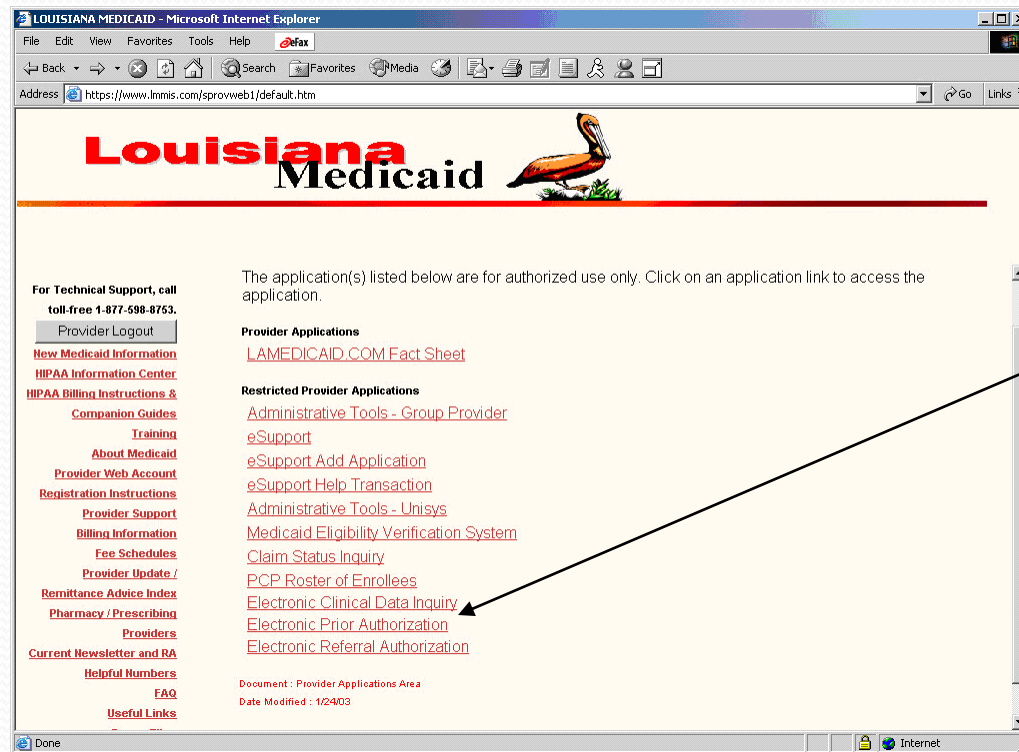 LOUISIANA MEDICAID - Microsoft Internet Explorer
File Edit View Favorites Tools Help eFax
Back Search Favorites Media
Address https://www.lmmis.com/sprovweb1/default.htm Go Links
Louisiana
Medicaid
For Technical Support, call
toll-free 1-877-598-8753.
Provider Logout
New Medicaid Information
HIPAA Information Center
HIPAA Billing Instructions &
Companion Guides
Training
About Medicaid
Provider Web Account
Registration Instructions
Provider Support
Billing Information
Fee Schedules
Provider Update /
Remittance Advice Index
Pharmacy / Prescribing
Providers
Current Newsletter and RA
Helpful Numbers
FAQ
Useful Links
The application(s) listed below are for authorized use only. Click on an application link to access the
application.
Provider Applications
LAMEDICAID.COM Fact Sheet
Restricted Provider Applications
Administrative Tools - Group Provider
eSupport
eSupport Add Application
eSupport Help Transaction
Administrative Tools - Unisys
Medicaid Eligibility Verification System
Claim Status Inquiry
PCP Roster of Enrollees
Electronic Clinical Data Inquiry
Electronic Prior Authorization
Electronic Referral Authorization
Document : Provider Applications Area
Date Modified : 1/24/03
Done Internet